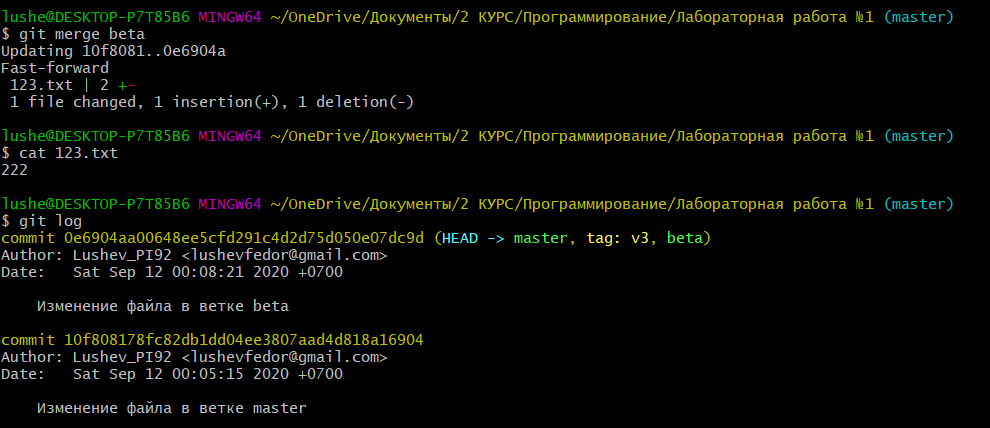 lushe@DESKTOP-P7T85B6 MINGW64 ~/OneDrive/Документы/2 КУРС/Программирование/Лабораторная работа №1 (master)
$ git merge beta
Updating 10f8081..0e6904a
Fast-forward
 123.txt | 2 +-
 1 file changed, 1 insertion(+), 1 deletion(-)

lushe@DESKTOP-P7T85B6 MINGW64 ~/OneDrive/Документы/2 КУРС/Программирование/Лабораторная работа №1 (master)
$ cat 123.txt
222

lushe@DESKTOP-P7T85B6 MINGW64 ~/OneDrive/Документы/2 КУРС/Программирование/Лабораторная работа №1 (master)
$ git log
commit 0e6904aa00648ee5cfd291c4d2d75d050e07dc9d (HEAD -> master, tag: v3, beta)
Author: Lushev_PI92 <lushevfedor@gmail.com>
Date:   Sat Sep 12 00:08:21 2020 +0700

    Изменение файла в ветке beta

commit 10f808178fc82db1dd04ee3807aad4d818a16904
Author: Lushev_PI92 <lushevfedor@gmail.com>
Date:   Sat Sep 12 00:05:15 2020 +0700

    Изменение файла в ветке master